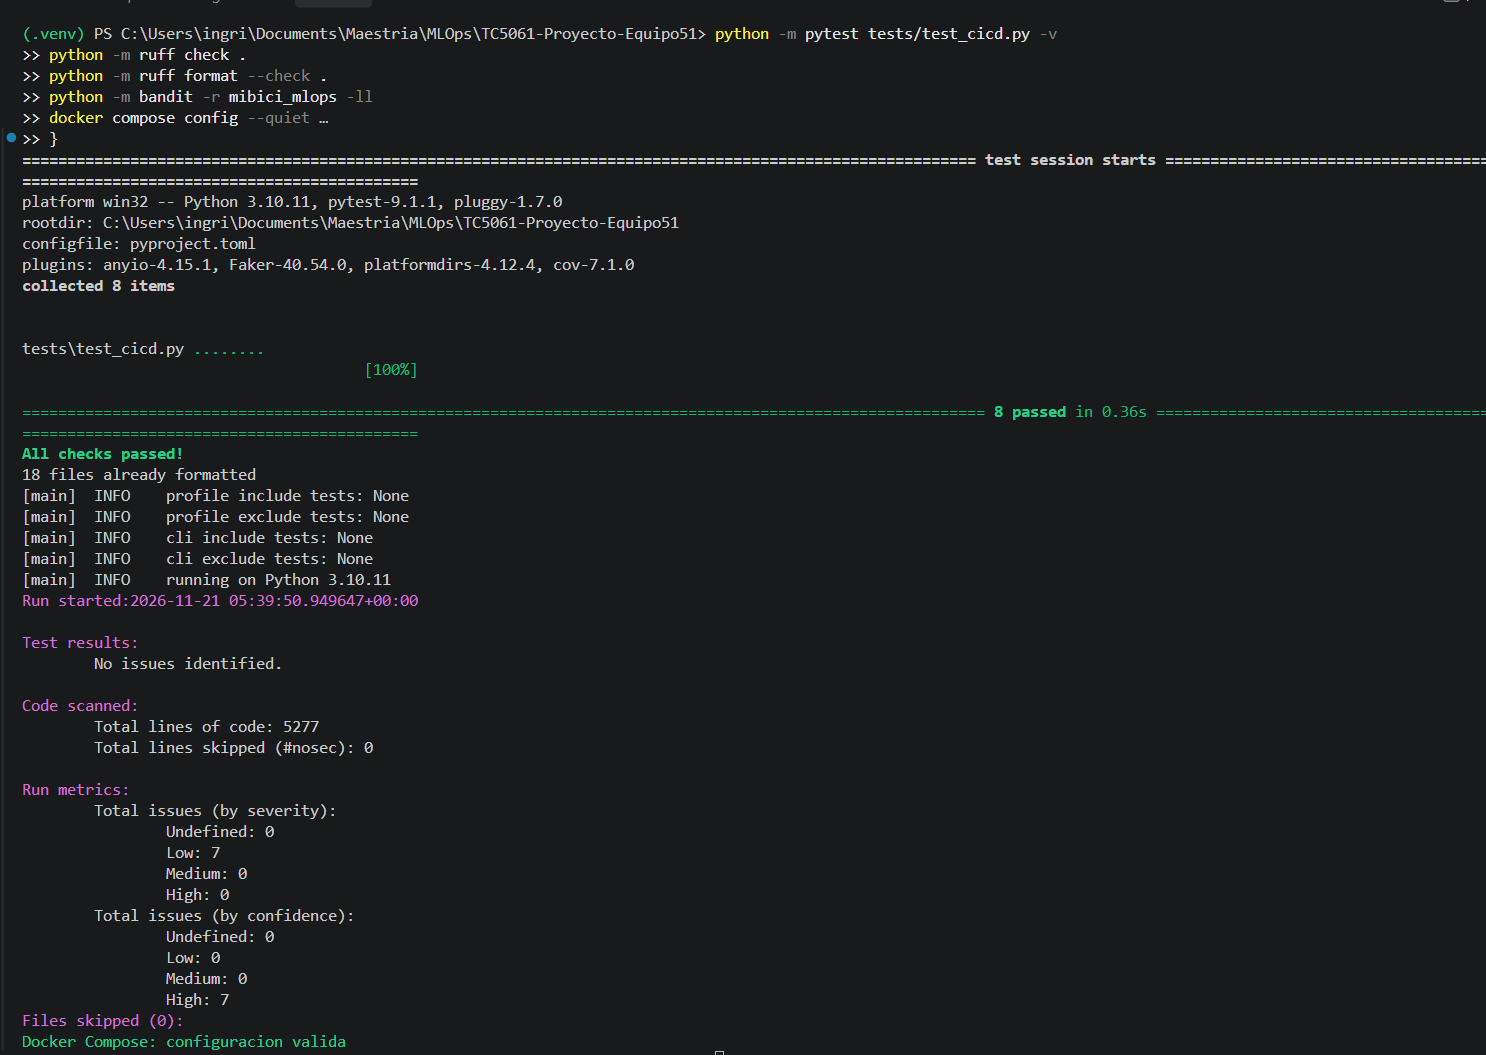 (.venv) PS C:\Users\ingri\Documents\Maestria\MLOps\TC5061-Proyecto-Equipo51> python -m pytest tests/test_cicd.py -v
>> python -m ruff check .
>> python -m ruff format --check .
>> python -m bandit -r mibici_mlops -ll
>> docker compose config --quiet …
>> }
========================================================================================================== test session starts ====================================
============================================
platform win32 -- Python 3.10.11, pytest-9.1.1, pluggy-1.7.0
rootdir: C:\Users\ingri\Documents\Maestria\MLOps\TC5061-Proyecto-Equipo51
configfile: pyproject.toml
plugins: anyio-4.15.1, Faker-40.54.0, platformdirs-4.12.4, cov-7.1.0
collected 8 items
tests\test_cicd.py ........
[100%]
=========================================================================================================== 8 passed in 0.36s =====================================
============================================
All checks passed!
18 files already formatted
[main]  INFO    profile include tests: None
[main]  INFO    profile exclude tests: None
[main]  INFO    cli include tests: None
[main]  INFO    cli exclude tests: None
[main]  INFO    running on Python 3.10.11
Run started:2026-11-21 05:39:50.949647+00:00
Test results:
No issues identified.
Code scanned:
Total lines of code: 5277
Total lines skipped (#nosec): 0
Run metrics:
Total issues (by severity):
Undefined: 0
Low: 7
Medium: 0
High: 0
Total issues (by confidence):
Undefined: 0
Low: 0
Medium: 0
High: 7
Files skipped (0):
Docker Compose: configuracion valida